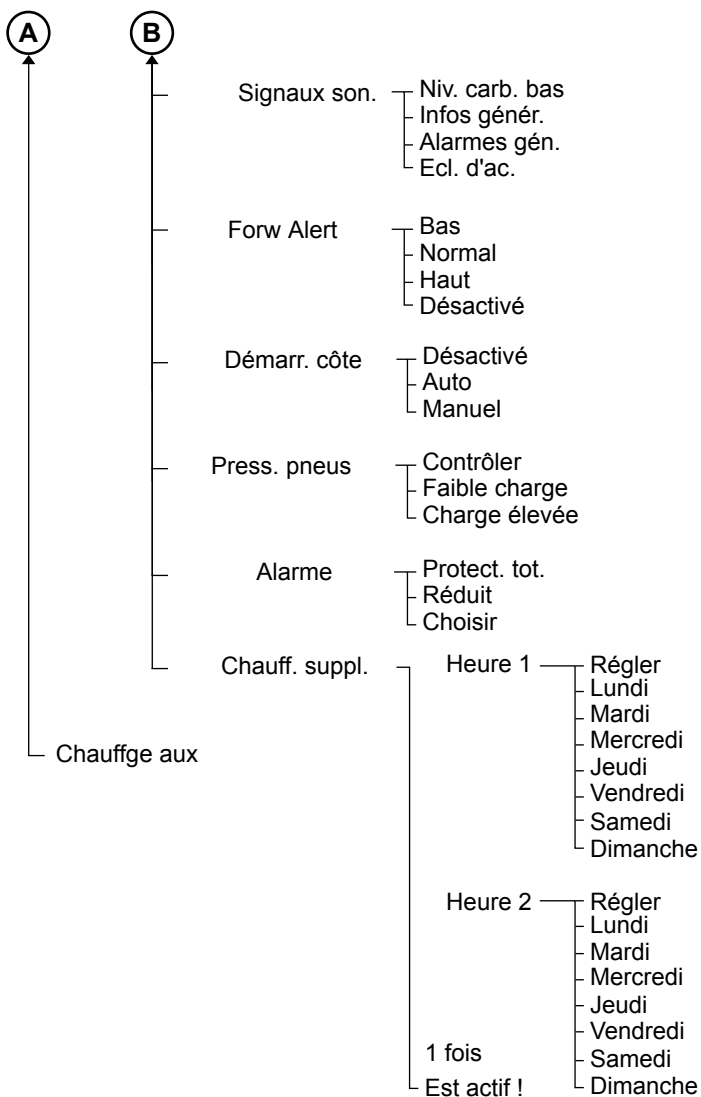 A B
Signaux son. Niv. carb. bas
Infos génér.
Alarmes gén.
Ecl. d'ac.
Forw Alert Bas
Normal
Haut
Désactivé
Démarr. côte Désactivé
Auto
Manuel
Press. pneus Contrôler
Faible charge
Charge élevée
Alarme Protect. tot.
Réduit
Choisir
Chauff. suppl. Heure 1 Régler
Lundi
Mardi
Mercredi
Jeudi
Vendredi
Samedi
Dimanche
Chauffge aux
Heure 2 Régler
Lundi
Mardi
Mercredi
Jeudi
Vendredi
Samedi
Dimanche
1 fois
Est actif !